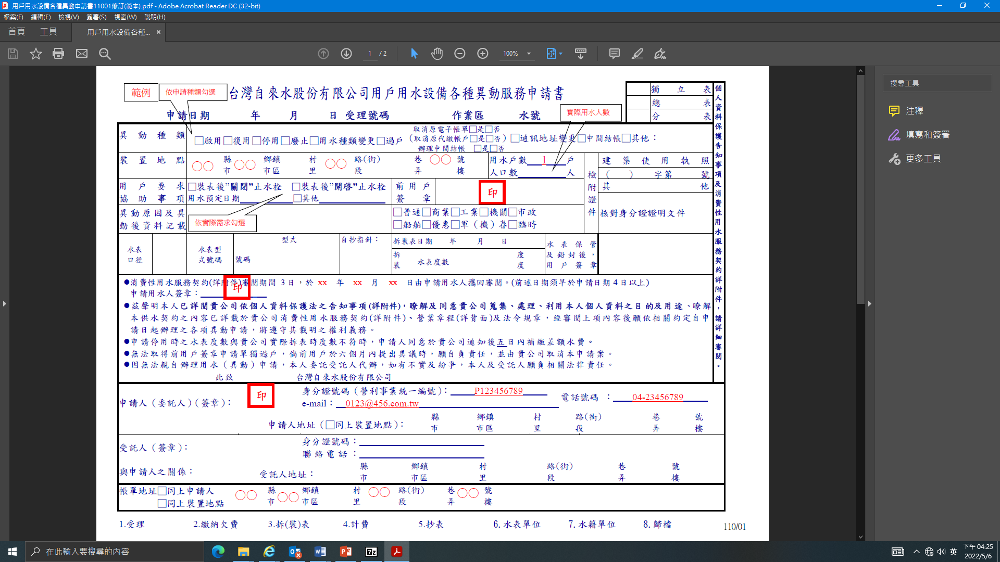 用戶用水設備各種異動申請書11001修訂(範本).pdf - Adobe Acrobat Reader DC (32-bit)
檔案(F) 編輯(E) 檢視(V) 簽署(S) 視窗(W) 說明(H)
首頁 工具 用戶用水設備各種... ×
1 / 2 100%
搜尋工具
注釋
填寫和簽署
更多工具
範例 依申請種類勾選 台灣自來水股份有限公司用戶用水設備各種異動服務申請書
獨立表
總表
分表
申請日期 年 月 日 受理號碼 作業區 水號
實際用水人數
個人資料保護告知事項及消費性用水服務契約詳附件，請詳細審閱。
異動種類 □啟用□復用□停用□廢止□用水種類變更□過戶
取消原電子帳單□是□否
（取消原代繳帳戶□是□否）
辦理中間結帳 □是□否
□通訊地址變更□中間結帳□其他：
裝置地點 ○○ 縣市 ○○ 鄉鎮市區 村里 ○○ 路(街)段 巷弄 ○○ 號樓
用水戶數 1 戶
人口數 人
檢附證件
建築使用執照
（ ） 字第 號
其他
核對身分證證明文件
用戶要求
協助事項
□裝表後”關閉”止水栓 □裝表後”開啓”止水栓
用水預定日期 □其他
前用戶
簽章
印
異動原因及異
動後資料記載
依實際需求勾選
□普通□商業□工業□機關□市政
□船舶□優惠□軍（機）眷□臨時
水表
口徑
水表型
式號碼
型式
號碼
自抄指針：
拆裝表日期 年 月 日
拆
裝
水表度數
度
度
水表保管
及鉛封後，
用戶簽章
●消費性用水服務契約(詳附件)審閱期間 3 日，於 xx 年 xx 月 xx 日由申請用水人攜回審閱。(前述日期須早於申請日期 4 日以上)
申請用水人簽章：
印
●茲聲明本人已詳閱貴公司依個人資料保護法之告知事項(詳附件)，瞭解及同意貴公司蒐集、處理、利用本人個人資料之目的及用途、瞭解
本供水契約之內容已詳載於貴公司消費性用水服務契約(詳附件)、營業章程(詳背面)及法令規章，經審閱上項內容後願依相關約定自申
請日起辦理之各項異動申請，將遵守其載明之權利義務。
●申請停用時之水表度數與貴公司實際拆表時度數不符時，申請人同意於貴公司通知後五日內補繳差額水費。
●無法取得前用戶簽章申請單獨過戶，倘前用戶於六個月內提出異議時，願自負責任，並由貴公司取消本申請案。
●因無法親自辦理用水（異動）申請，本人委託受託人代辦，如有不實及紛爭，本人及受託人願負相關法律責任。
此致 台灣自來水股份有限公司
申請人（委託人）（簽章）：
印
身分證號碼（營利事業統一編號）： P123456789
e-mail： 0123@456.com.tw
電話號碼 ： 04-23456789
申請人地址（□同上裝置地點）： 縣市 鄉鎮市區 村里 路(街)段 巷弄 號樓
受託人（簽章）：
身分證號碼：
聯絡電話：
與申請人之關係：
受託人地址： 縣市 鄉鎮市區 村里 路(街)段 巷弄 號樓
帳單地址□同上申請人
□同上裝置地點
○○ 縣市 ○○ 鄉鎮市區 村里 ○○ 路(街)段 巷弄 ○○ 號樓
1.受理 2.繳納欠費 3.拆(裝)表 4.計費 5.抄表 6.水表單位 7.水籍單位 8.歸檔
110/01
在此輸入要搜尋的內容
英
下午 04:25
2022/5/6